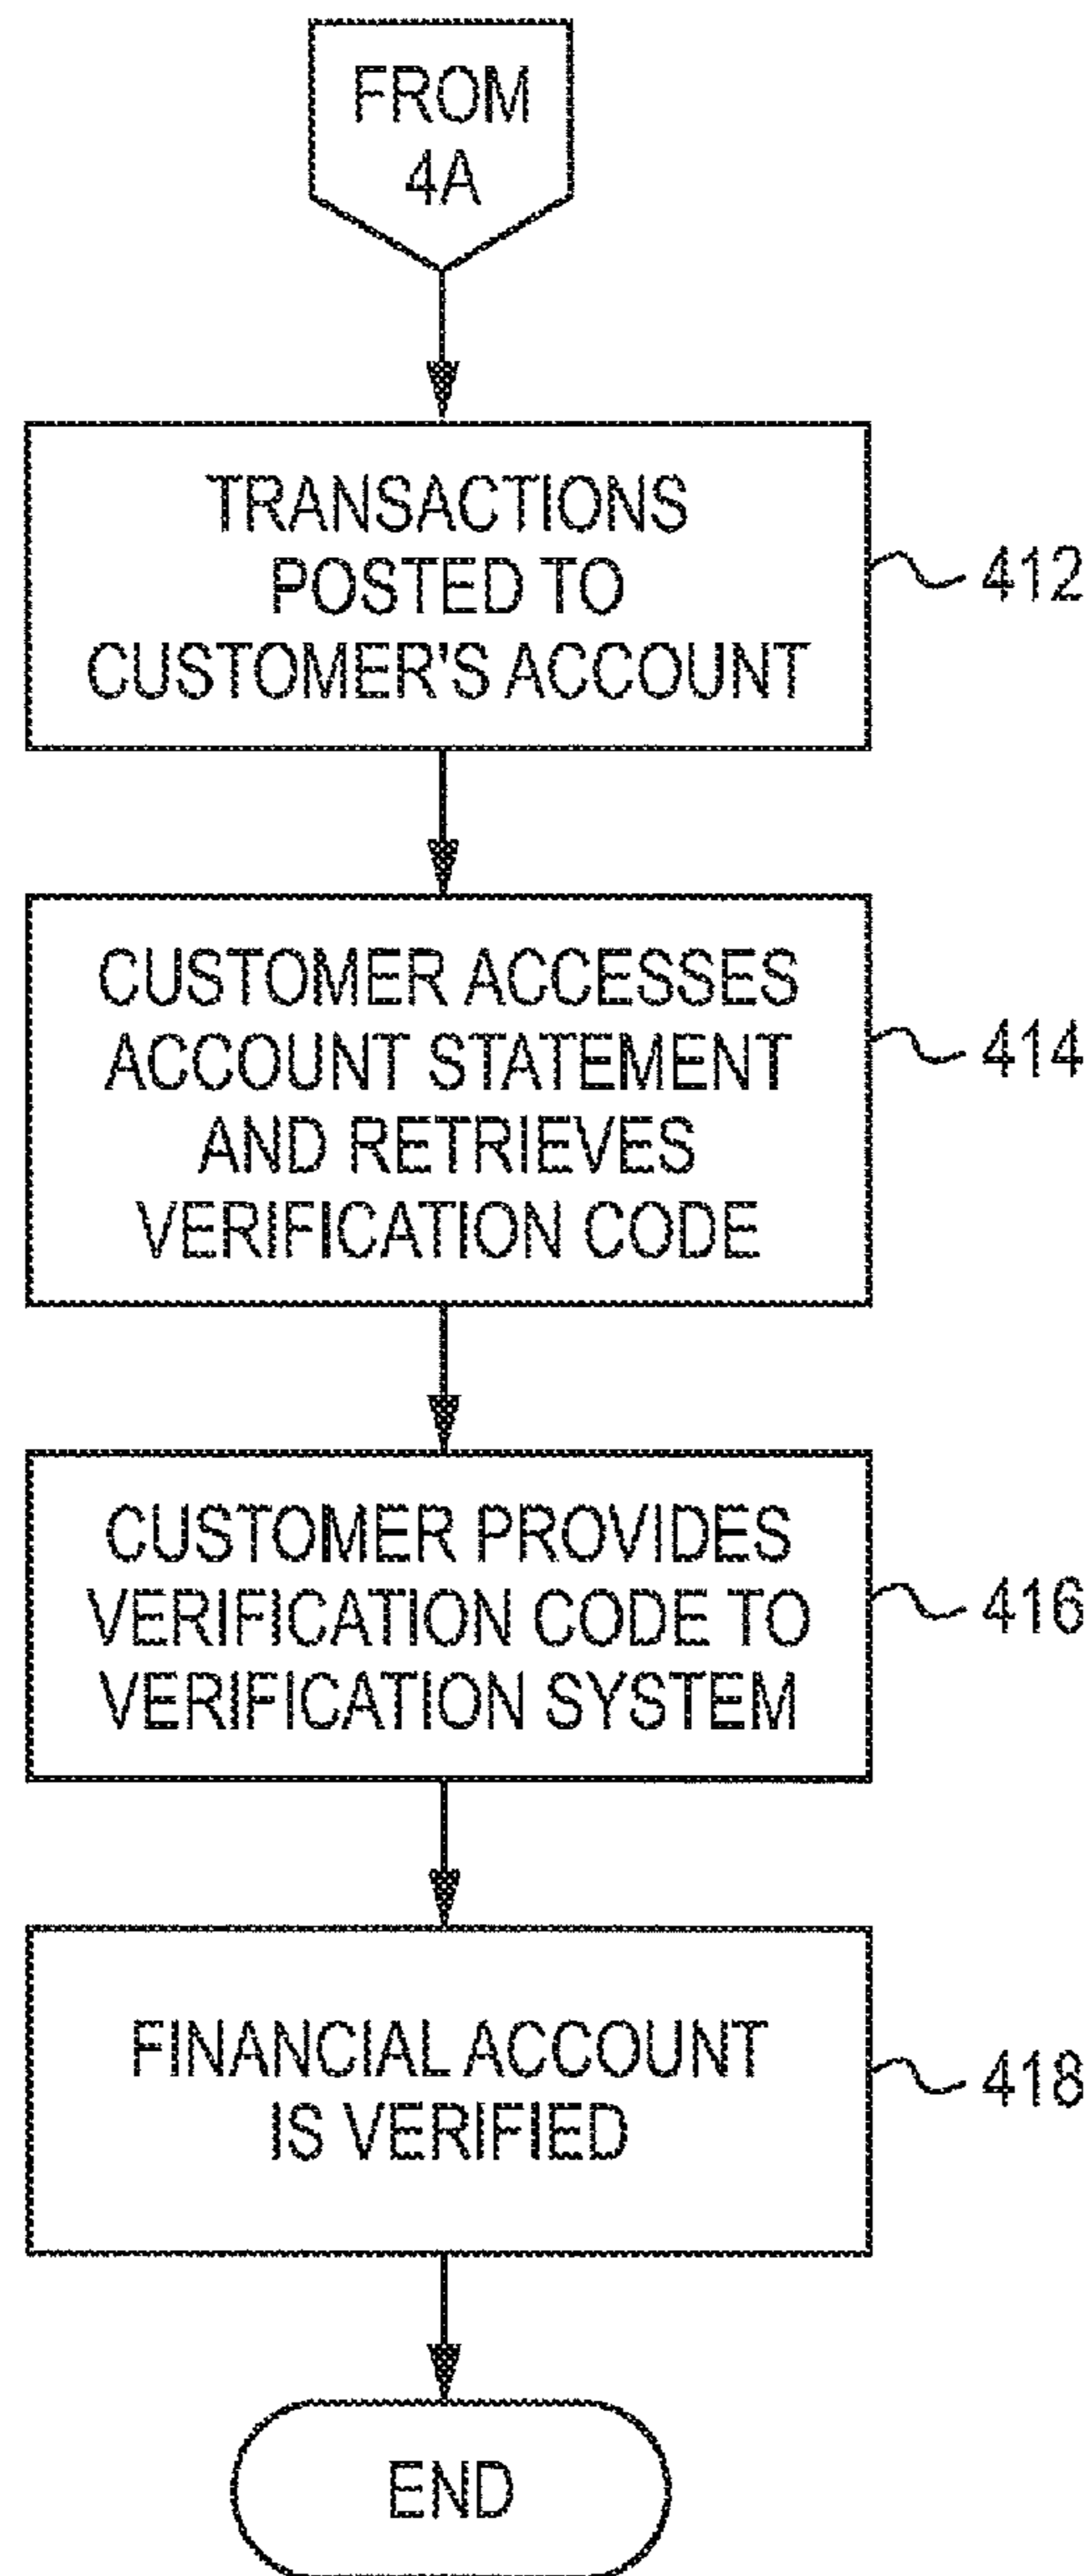 FROM
4A
TRANSACTIONS
POSTED TO
CUSTOMER'S ACCOUNT
412
CUSTOMER ACCESSES
ACCOUNT STATEMENT
AND RETRIEVES
VERIFICATION CODE
414
CUSTOMER PROVIDES
VERIFICATION CODE TO
VERIFICATION SYSTEM
416
FINANCIAL ACCOUNT
IS VERIFIED
418
END